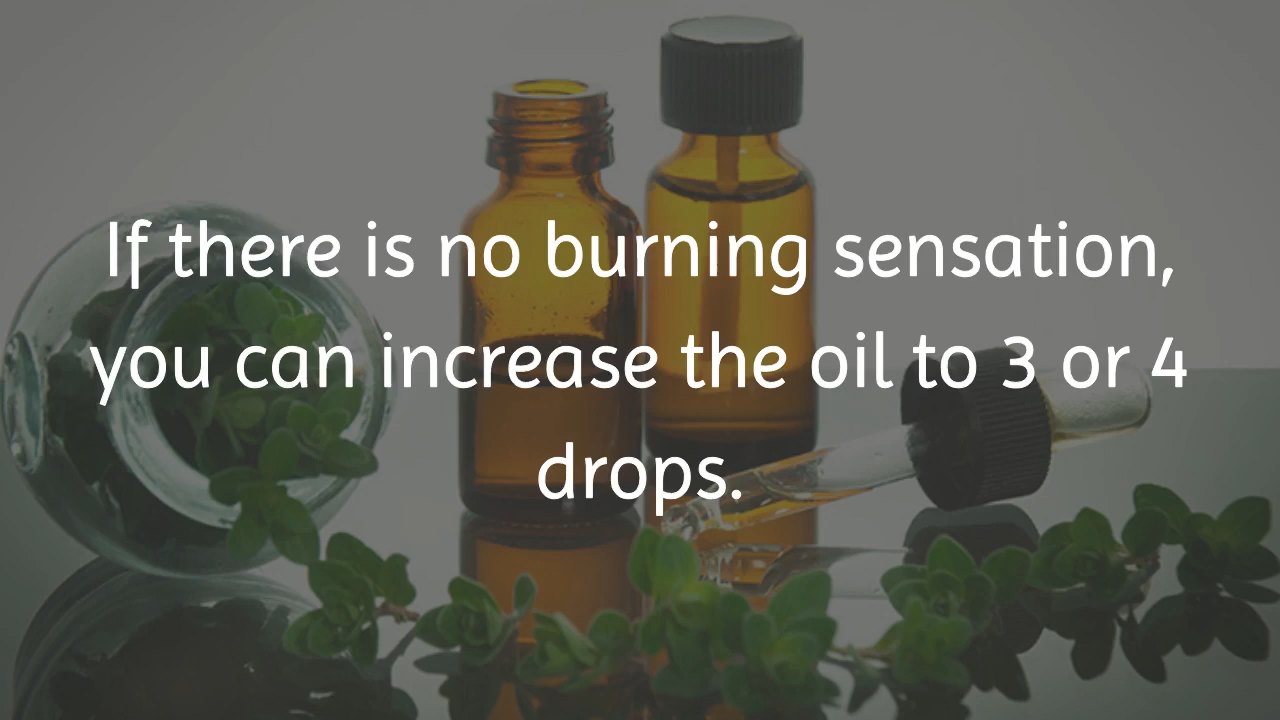 If there is no burning sensation,
you can increase the oil to 3 or 4
drops.